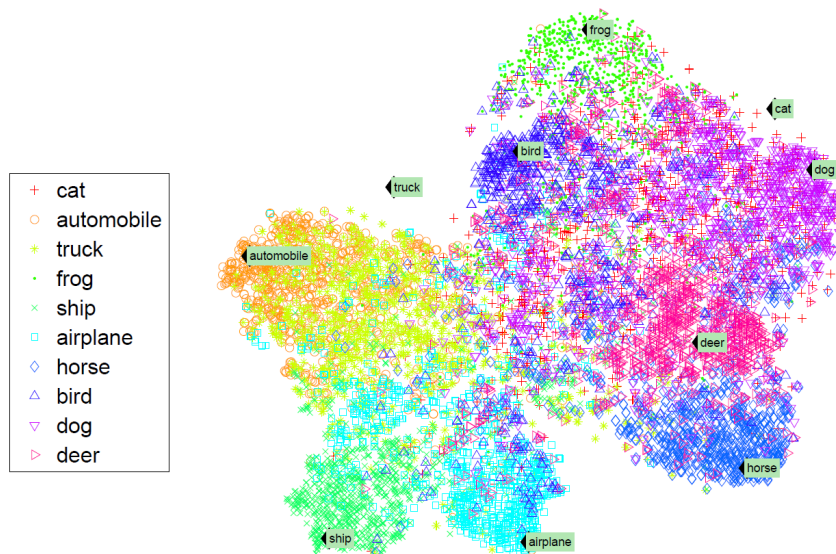 frog
cat
bird
dog
truck
automobile
deer
horse
ship
airplane
cat
automobile
truck
frog
ship
airplane
horse
bird
dog
deer